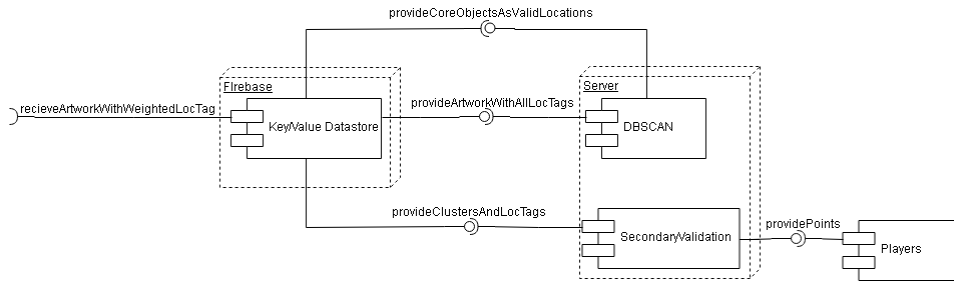 provideCoreObjectsAsValidLocations
FIrebase
Server
recieveArtworkWithWeightedLocTag
provideArtworkWithAllLocTags
KeyValue Datastore
DBSCAN
provideClustersAndLocTags
SecondaryValidation
providePoints
Players